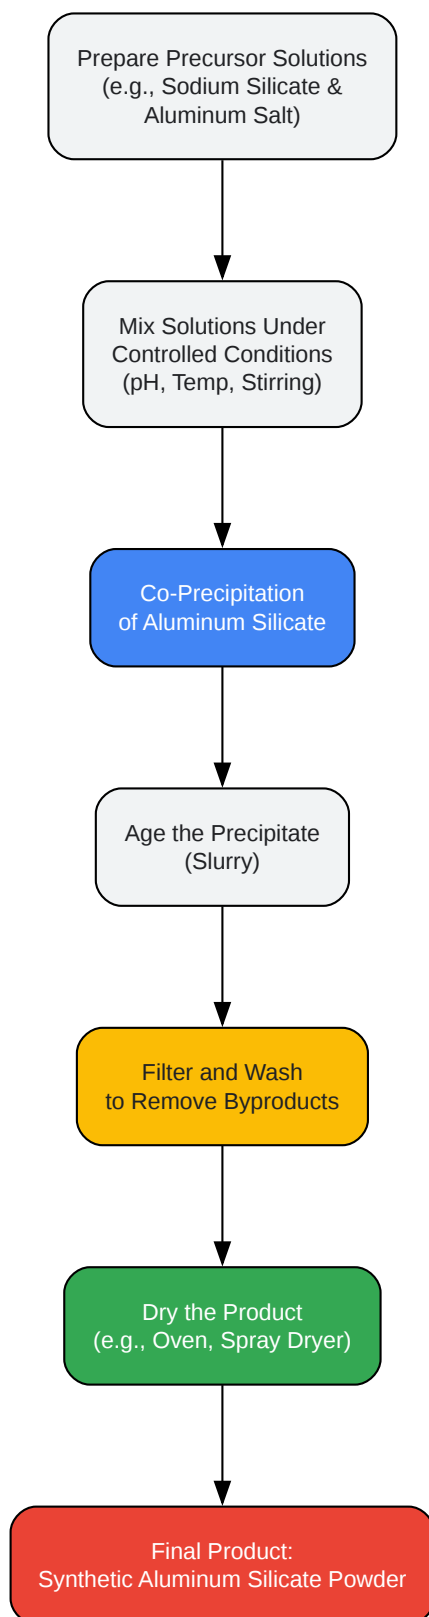 Prepare Precursor Solutions
(e.g., Sodium Silicate &
Aluminum Salt)
Mix Solutions Under
Controlled Conditions
(pH, Temp, Stirring)
Co-Precipitation
of Aluminum Silicate
Age the Precipitate
(Slurry)
Filter and Wash
to Remove Byproducts
Dry the Product
(e.g., Oven, Spray Dryer)
Final Product:
Synthetic Aluminum Silicate Powder